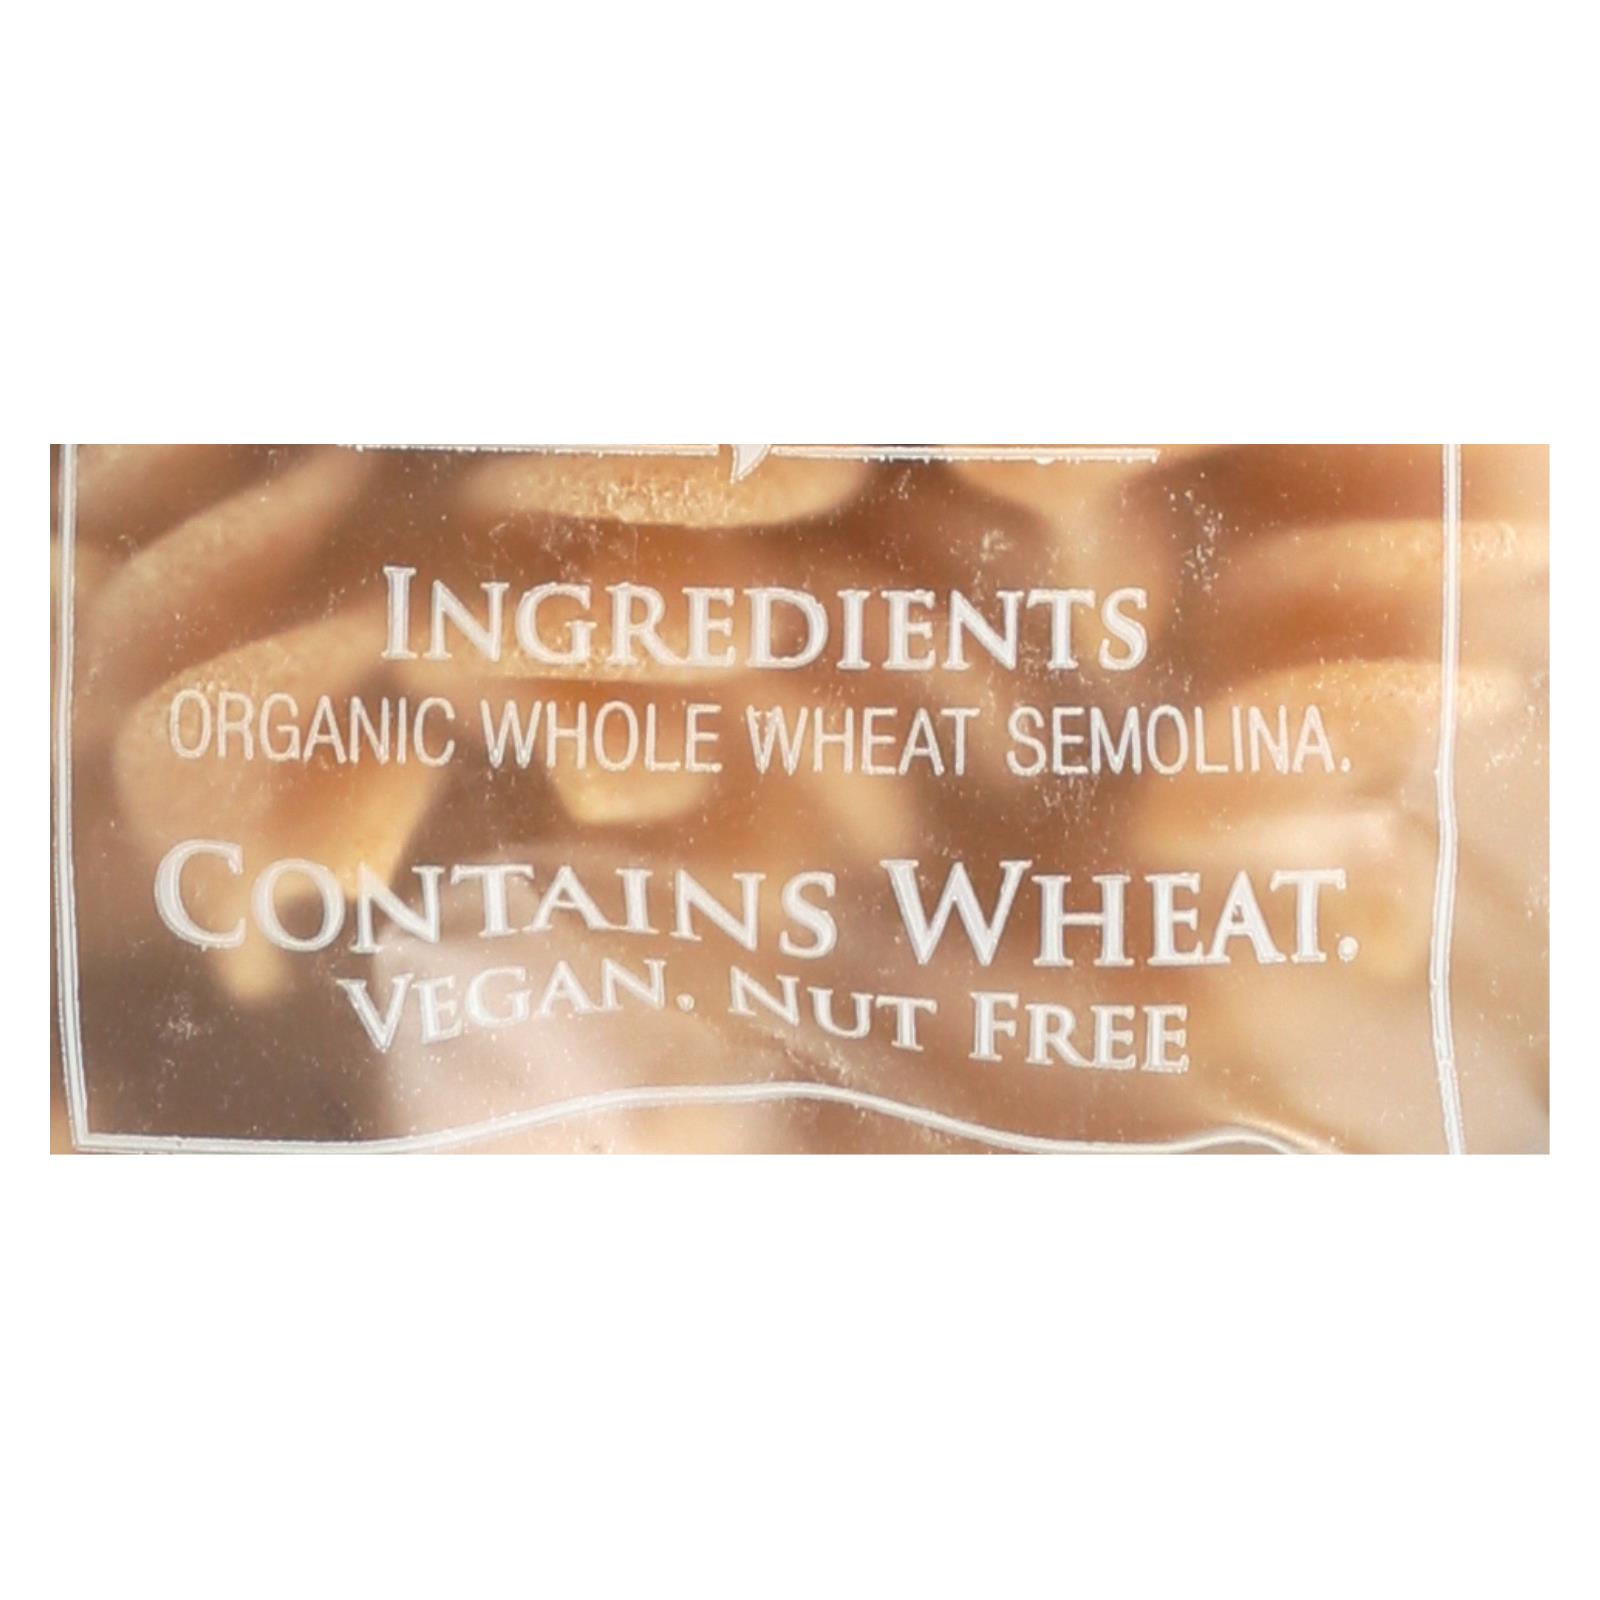 INGREDIENTS
ORGANIC WHOLE WHEAT SEMOLINA.
CONTAINS WHEAT.
VEGAN. NUT FREE